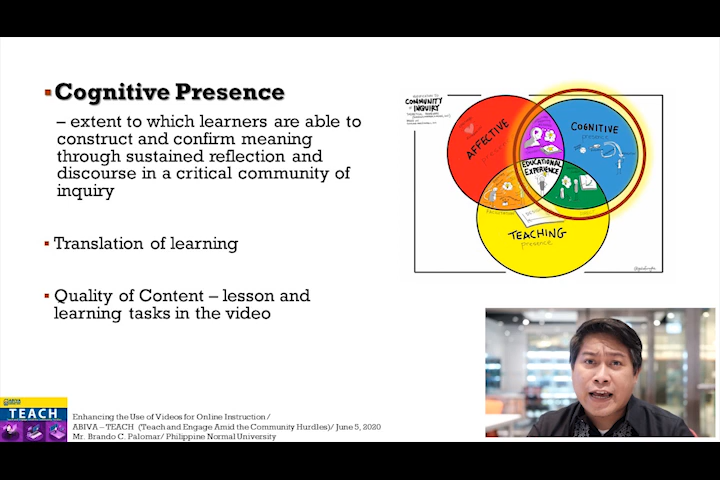 Cognitive Presence
– extent to which learners are able to
construct and confirm meaning
through sustained reflection and
discourse in a critical community of
inquiry
Translation of learning
Quality of Content – lesson and
learning tasks in the video
COMMUNITY
of INQUIRY
AFFECTIVE
COGNITIVE
presence
EDUCATIONAL
EXPERIENCE
TEACHING
presence
ABIVA
TEACH
Enhancing the Use of Videos for Online Instruction/
ABIVA – TEACH (Teach and Engage Amid the Community Hurdles)/ June 5, 2020
Mr. Brando C. Palomar/ Philippine Normal University